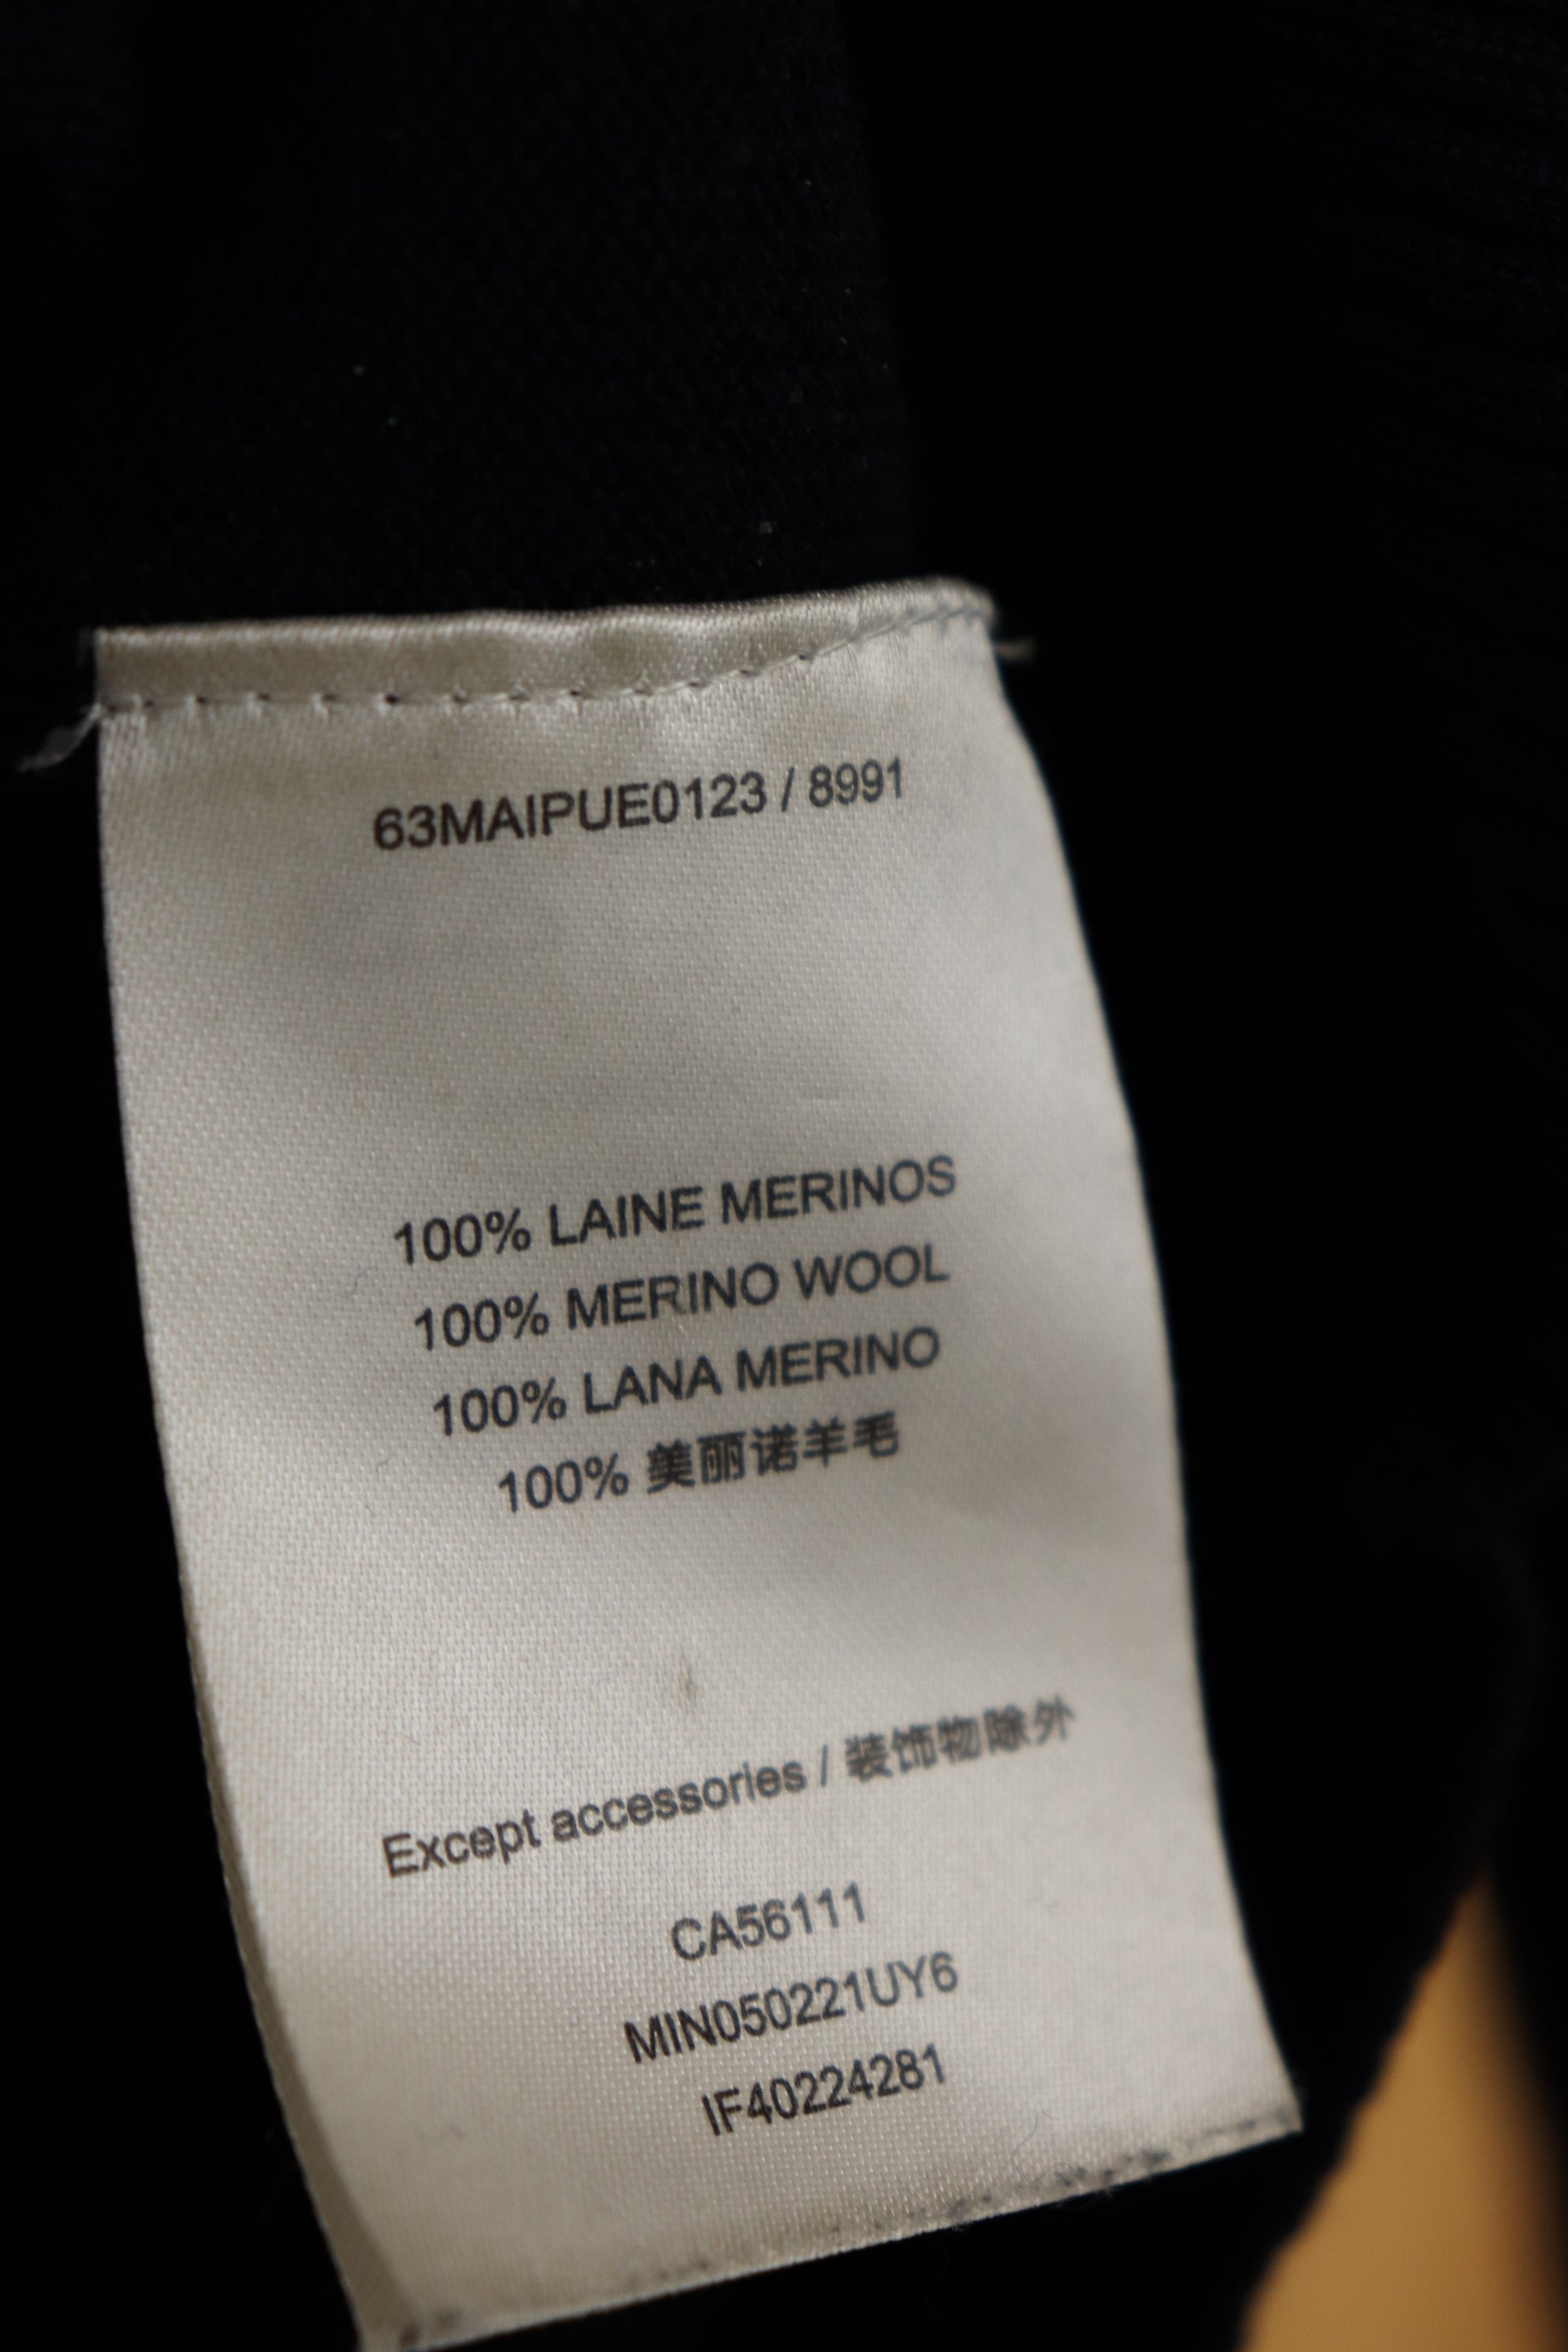 63MAIPUE0123 / 8991
100% LAINE MERINOS
100% MERINO WOOL
100% LANA MERINO
100% 美丽诺羊毛
Except accessories / 装饰物除外
CA56111
MIN050221UY6
IF40224281